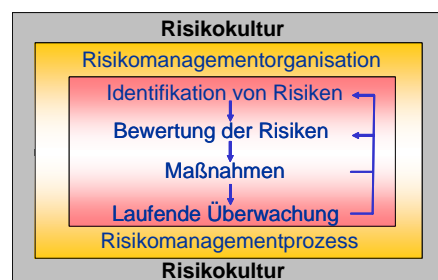 Risikokultur
Risikomanagementorganisation
Identifikation von Risiken
Bewertung der Risiken
Maßnahmen
Laufende Überwachung
Risikomanagementprozess
Risikokultur